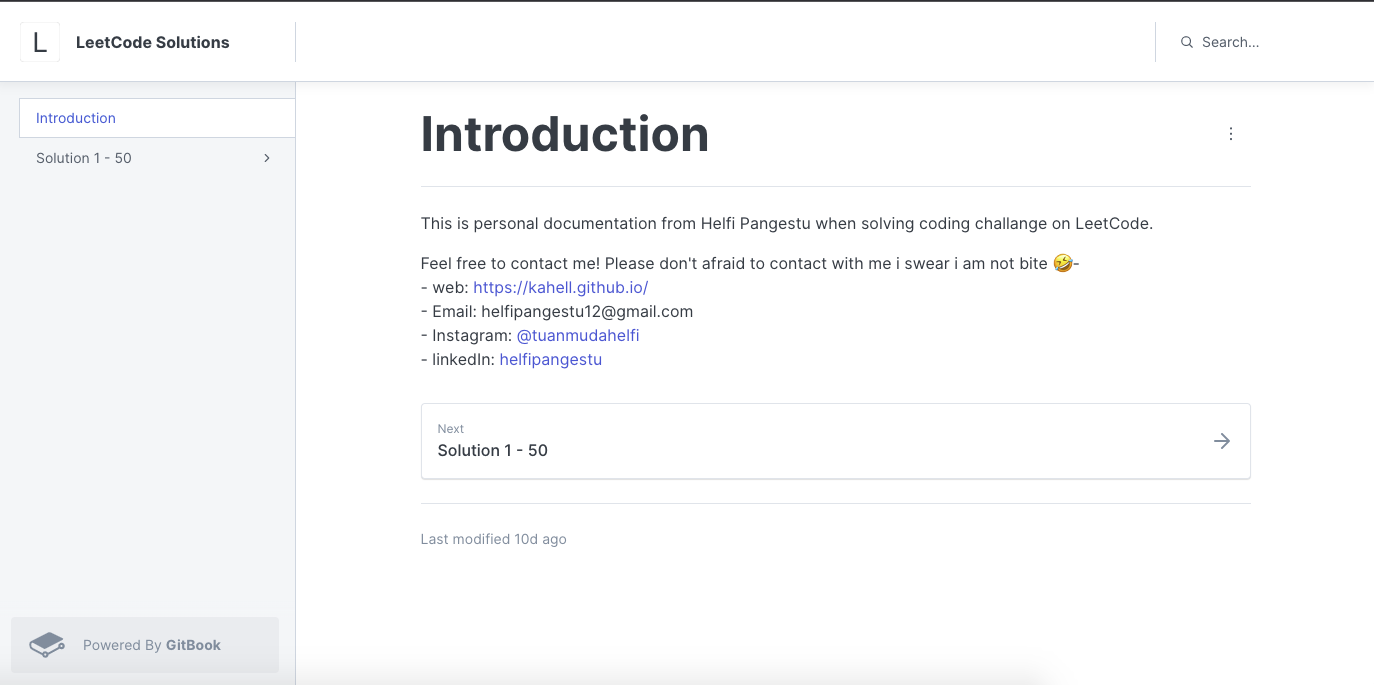 L
LeetCode Solutions
Search...
Introduction
Solution 1 - 50
Introduction
This is personal documentation from Helfi Pangestu when solving coding challange on LeetCode.
Feel free to contact me! Please don't afraid to contact with me i swear i am not bite 🤣-
- web: https://kahell.github.io/
- Email: helfipangestu12@gmail.com
- Instagram: @tuanmudahelfi
- linkedIn: helfipangestu
Next
Solution 1 - 50
Last modified 10d ago
Powered By GitBook